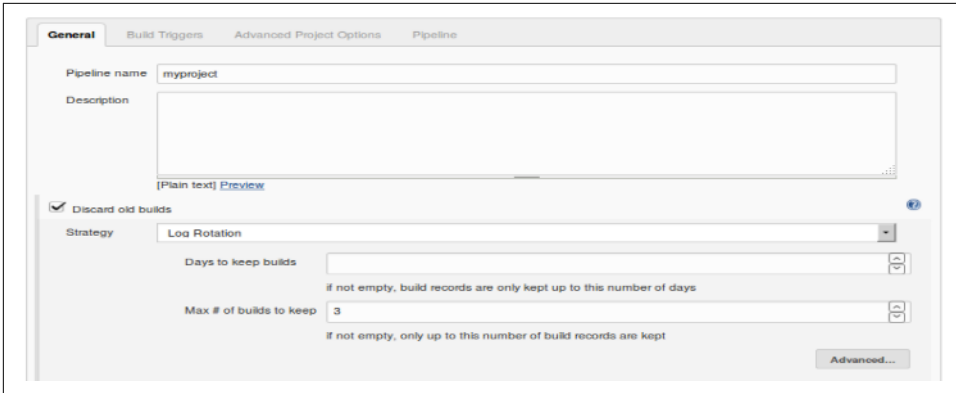 General Build Triggers Advanced Project Options Pipeline
Pipeline name myproject
Description
[Plain text] Preview
Discard old builds
Strategy Log Rotation
Days to keep builds
if not empty, build records are only kept up to this number of days
Max # of builds to keep 3
if not empty, only up to this number of build records are kept
Advanced...